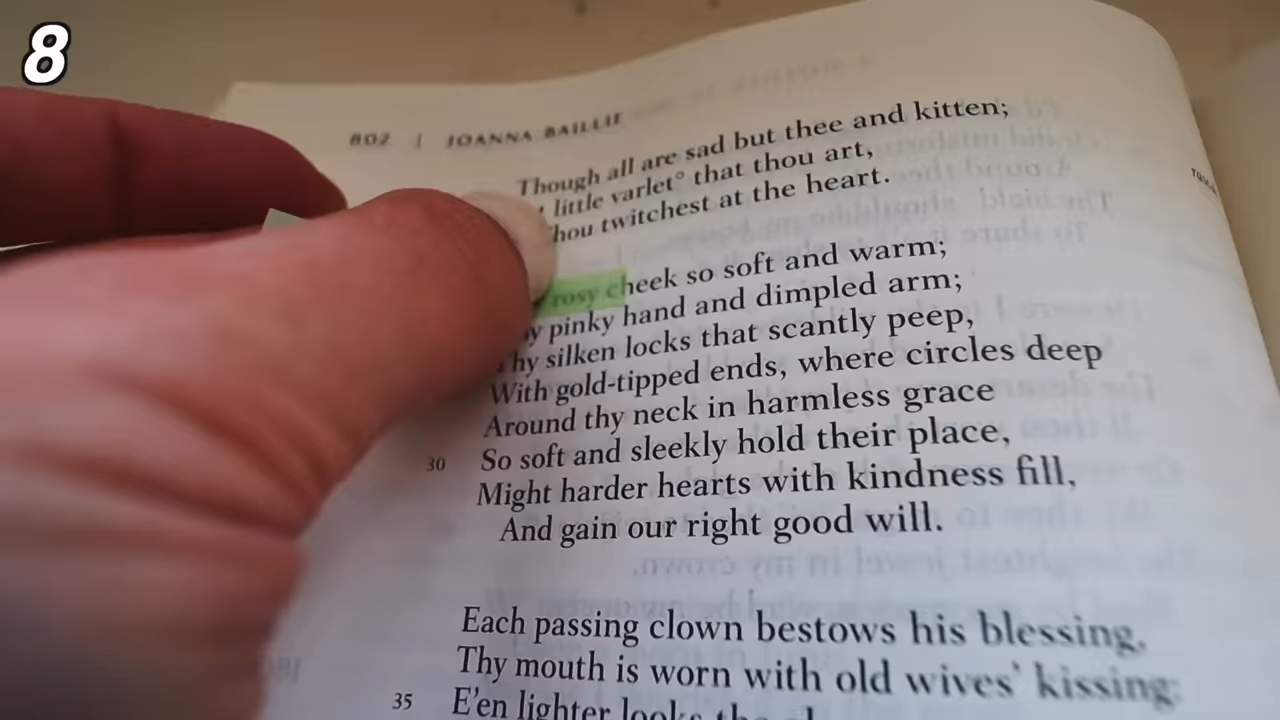 8
802 | JOANNA BAILLIE
Though all are sad but thee and kitten;
little varlet° that thou art,
hou twitchest at the heart.
rosy cheek so soft and warm;
y pinky hand and dimpled arm;
hy silken locks that scantly peep,
With gold-tipped ends, where circles deep
Around thy neck in harmless grace
30 So soft and sleekly hold their place,
Might harder hearts with kindness fill,
And gain our right good will.
Each passing clown bestows his blessing,
Thy mouth is worn with old wives' kissing;
35 E'en lighter looks the